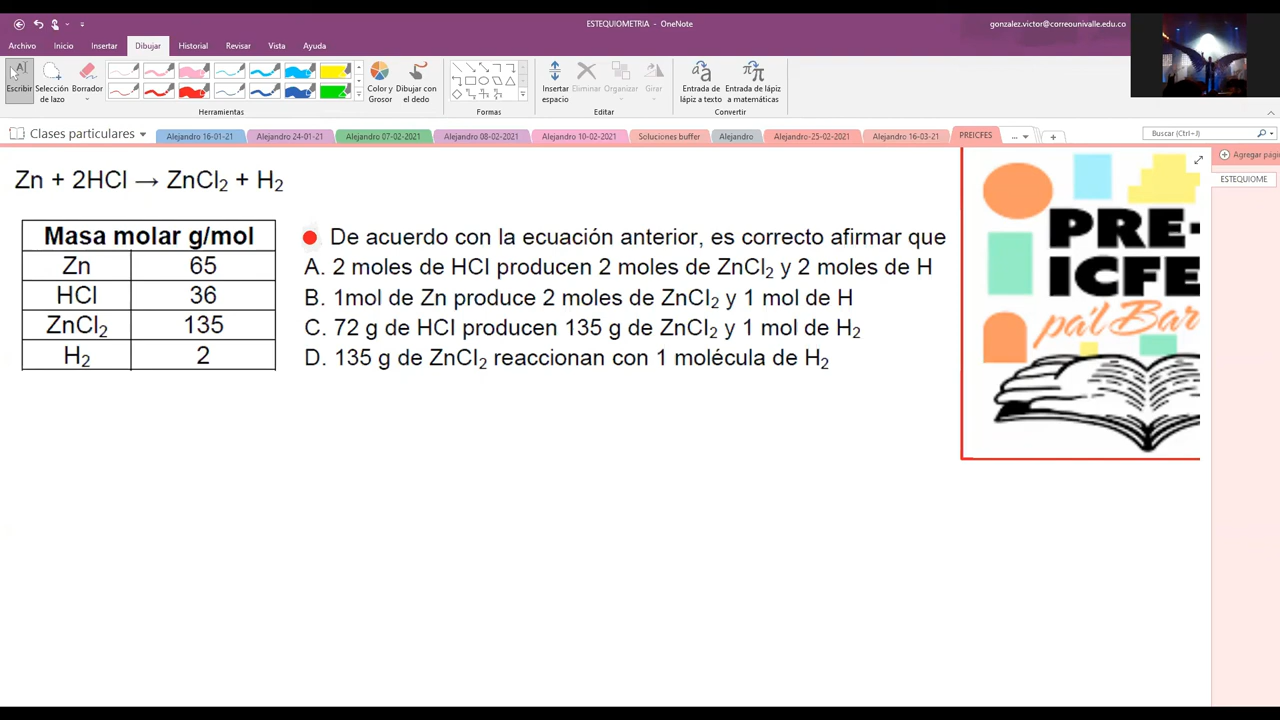 ESTEQUIOMETRIA - OneNote
gonzalez.victor@correounivalle.edu.co
Archivo Inicio Insertar Dibujar Historial Revisar Vista Ayuda
Escribir
Selección de lazo
Borrador
Color y Grosor
Dibujar con el dedo
Insertar espacio
Eliminar
Organizar
Girar
Entrada de lápiz a texto
Entrada de lápiz a matemáticas
Herramientas Formas Editar Convertir
Clases particulares
Alejandro 16-01-21 Alejandro 24-01-21 Alejandro 07-02-2021 Alejandro 08-02-2021 Alejandro 10-02-2021 Soluciones buffer Alejandro Alejandro-25-02-2021 Alejandro 16-03-21 PREICFES ...
Buscar (Ctrl+J)
Agregar pági
ESTEQUIOME
Zn + 2HCl → ZnCl₂ + H₂
Masa molar g/mol
Zn 65
HCl 36
ZnCl₂ 135
H₂ 2
De acuerdo con la ecuación anterior, es correcto afirmar que
A. 2 moles de HCl producen 2 moles de ZnCl₂ y 2 moles de H
B. 1mol de Zn produce 2 moles de ZnCl₂ y 1 mol de H
C. 72 g de HCl producen 135 g de ZnCl₂ y 1 mol de H₂
D. 135 g de ZnCl₂ reaccionan con 1 molécula de H₂
PRE-
ICFE
pa'l Bar